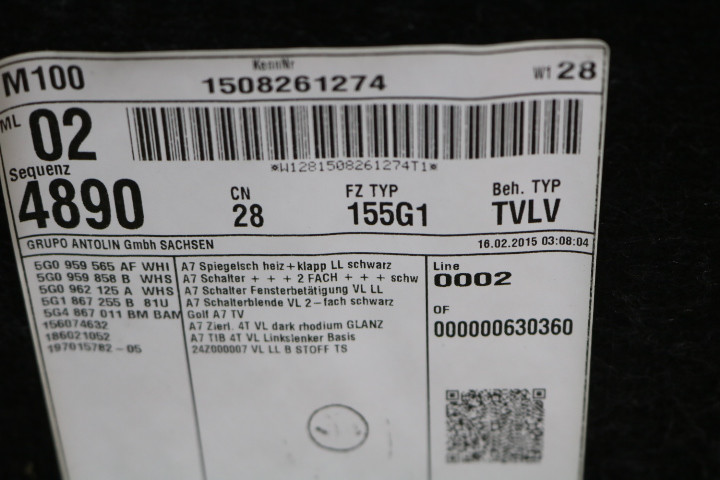 M100 KennNr 1508261274 W1 28
ML 02
*W1281508261274T1*
Sequenz
4890
CN
28
FZ TYP
155G1
Beh. TYP
TVLV
GRUPO ANTOLIN Gmbh SACHSEN
16.02.2015 03:08:04
5G0 959 565 AF WHI A7 Spiegelsch heiz+klapp LL schwarz
5G0 959 858 B WHS A7 Schalter + + + 2 FACH + + + schw
5G0 962 125 A WHS A7 Schalter Fensterbetätigung VL LL
5G1 867 255 B 81U A7 Schalterblende VL 2-fach schwarz
5G4 867 011 BM BAN Golf A7 TV
156074632 A7 Zierl. 4T VL dark rhodium GLANZ
186021052 A7 TIB 4T VL Linkslenker Basis
197015782-05 24Z000007 VL LL B STOFF TS
Line
0002
OF
000000630360